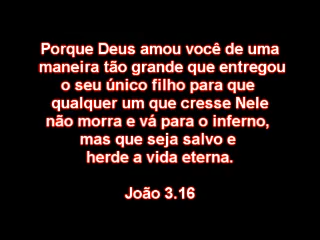 Porque Deus amou você de uma
maneira tão grande que entregou
o seu único filho para que
qualquer um que cresse Nele
não morra e vá para o inferno,
mas que seja salvo e
herde a vida eterna.
João 3.16